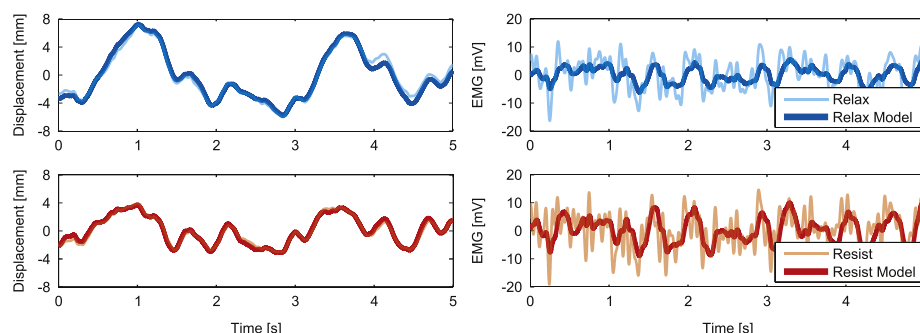 Displacement [mm]
8
4
0
-4
-8
0 1 2 3 4 5
EMG [mV]
20
10
0
-10
-20
0 1 2 3 4
Relax
Relax Model
Displacement [mm]
8
4
0
-4
-8
0 1 2 3 4 5
Time [s]
EMG [mV]
20
10
0
-10
-20
0 1 2 3 4
Resist
Resist Model
Time [s]